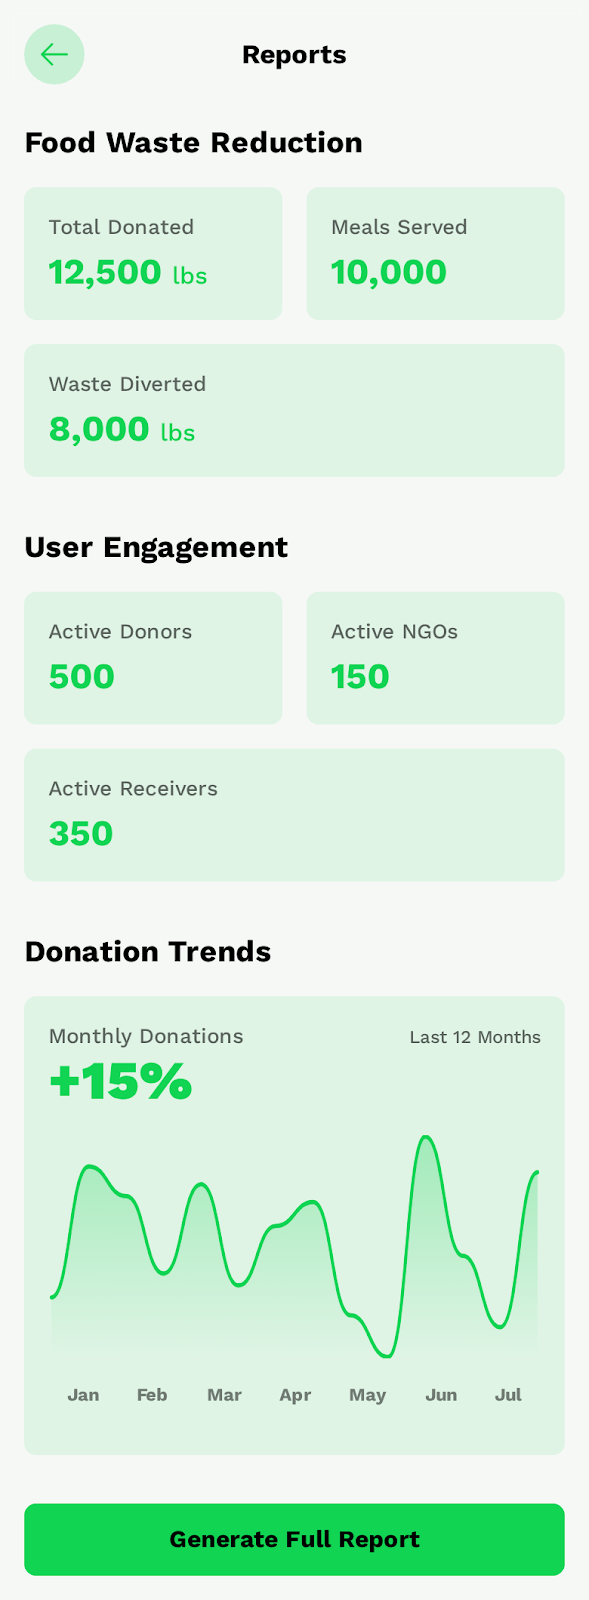 Reports
Food Waste Reduction
Total Donated
12,500 lbs
Meals Served
10,000
Waste Diverted
8,000 lbs
User Engagement
Active Donors
500
Active NGOs
150
Active Receivers
350
Donation Trends
Monthly Donations
Last 12 Months
+15%
Jan Feb Mar Apr May Jun Jul
Generate Full Report